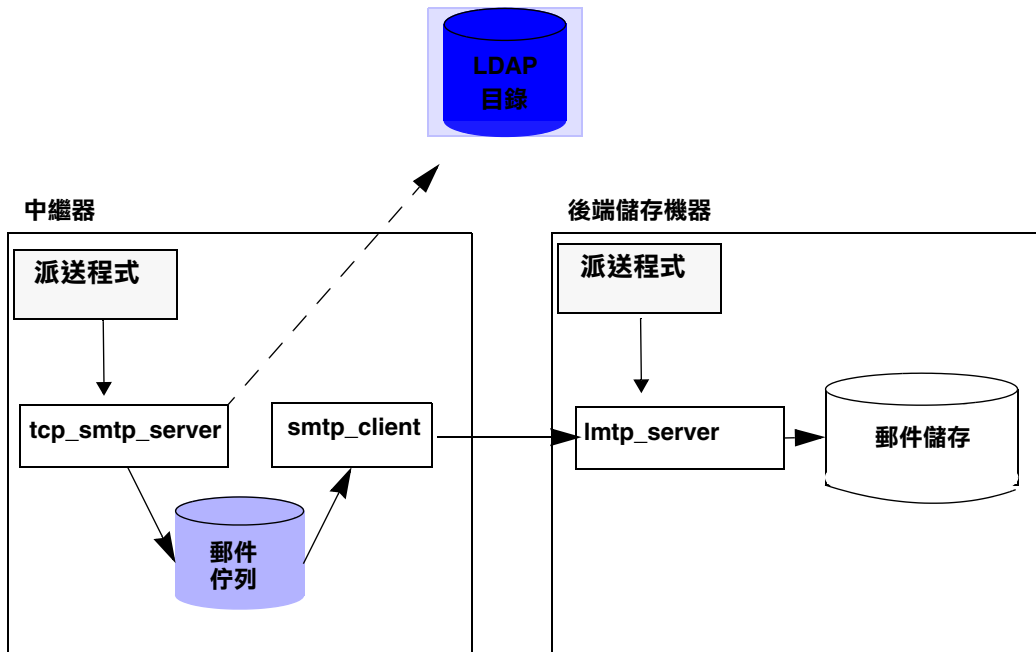 LDAP
目錄
中繼器
後端儲存機器
派送程式
派送程式
tcp_smtp_server
smtp_client
lmtp_server
郵件儲存
郵件
佇列